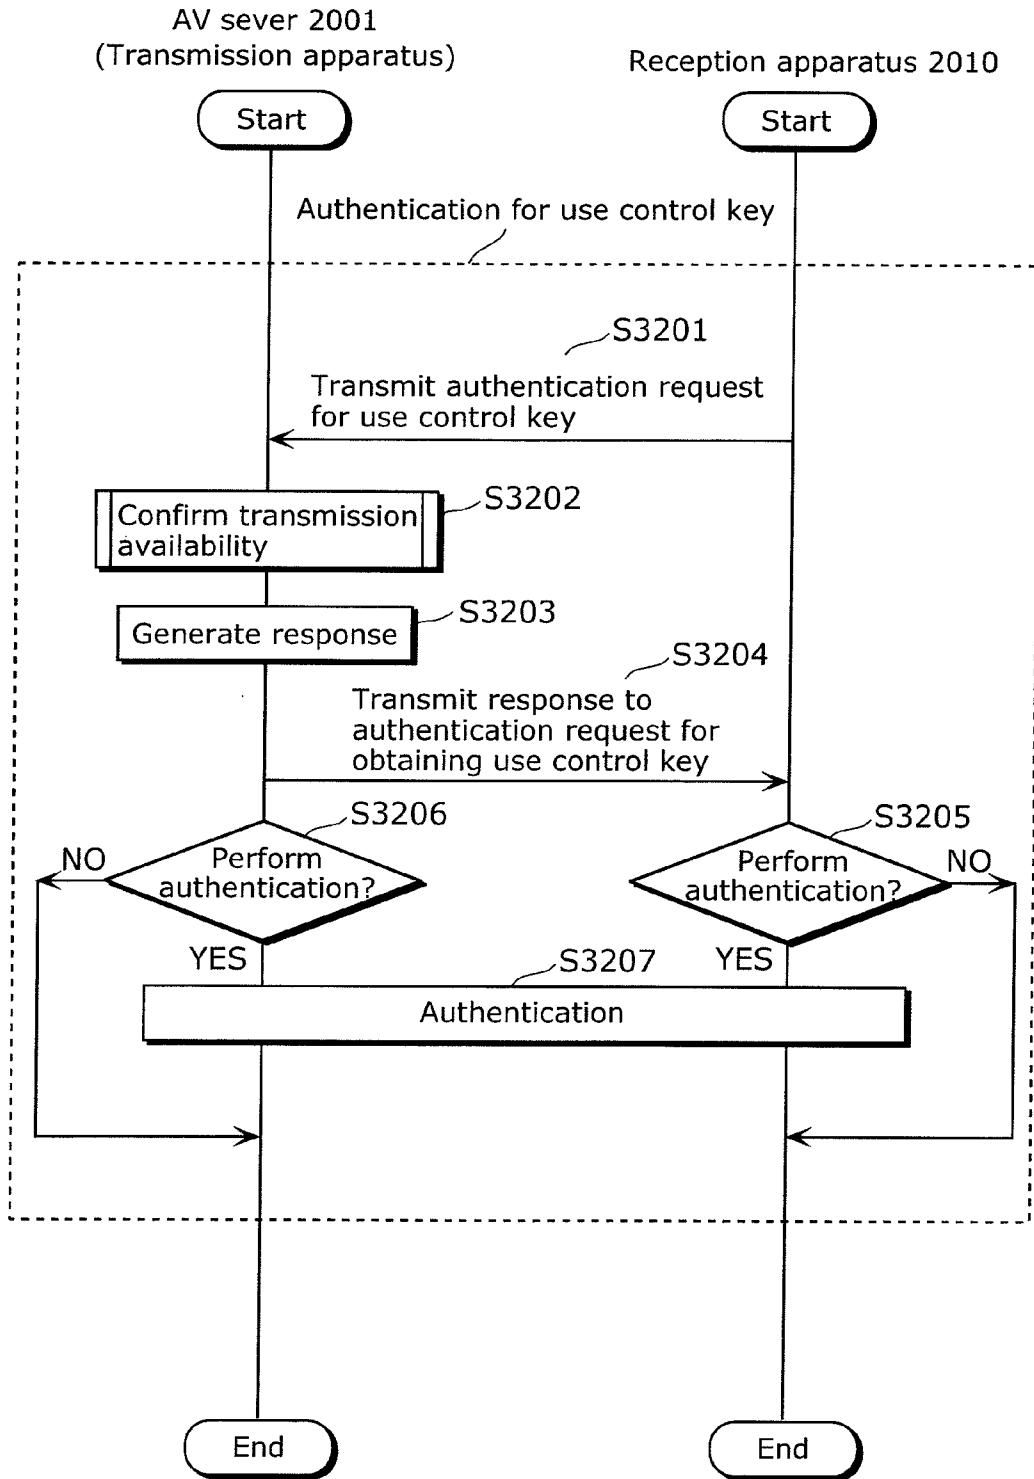 AV sever 2001
(Transmission apparatus)
Reception apparatus 2010
Start
Start
Authentication for use control key
S3201
Transmit authentication request
for use control key
S3202
Confirm transmission
availability
S3203
Generate response
S3204
Transmit response to
authentication request for
obtaining use control key
S3206
S3205
NO
Perform
authentication?
Perform
authentication?
NO
YES
S3207
YES
Authentication
End
End